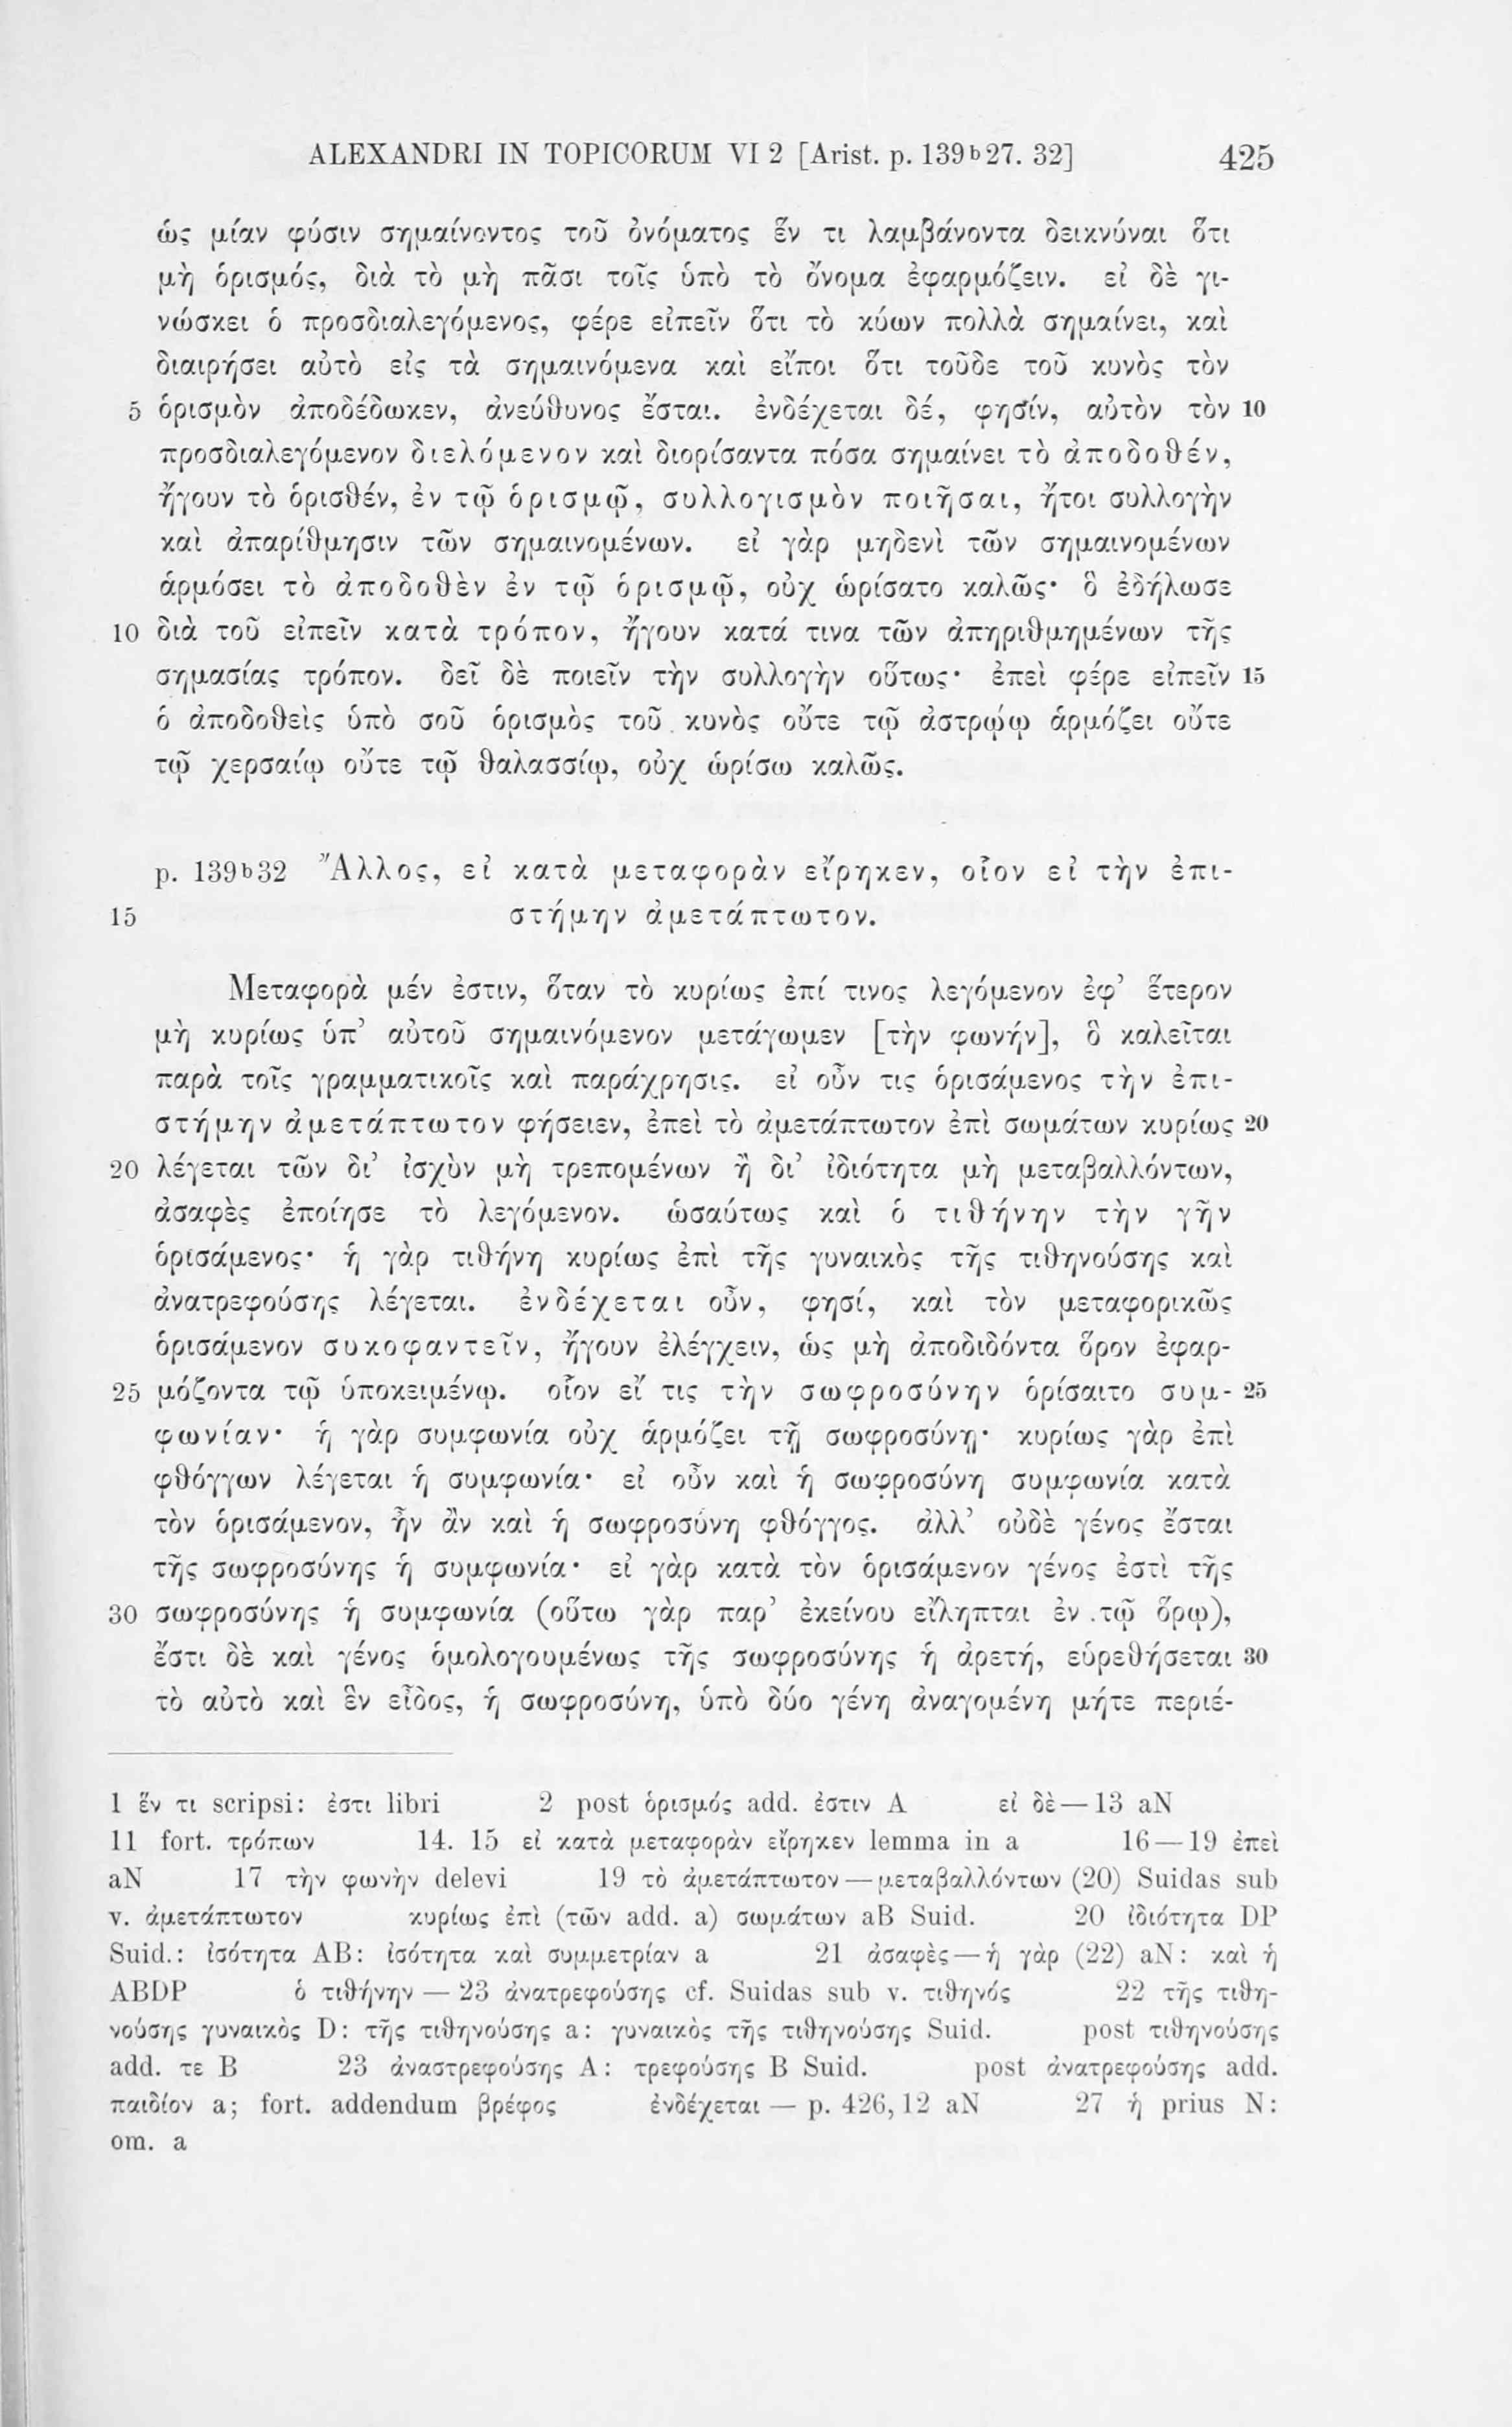 ALEXANDRI IN TOPICORUM VI 2 [Arist. p. 139b27. 32] 425
ὡς μίαν φύσιν σημαίνοντος τοῦ ὀνόματος ἕν τι λαμβάνοντα δεικνύναι ὅτι
μὴ ὁρισμός, διὰ τὸ μὴ πᾶσι τοῖς ὑπὸ τὸ ὄνομα ἐφαρμόζειν. εἰ δὲ γι-
νώσκει ὁ προσδιαλεγόμενος, φέρε εἰπεῖν ὅτι τὸ κύων πολλὰ σημαίνει, καὶ
διαιρήσει αὐτὸ εἰς τὰ σημαινόμενα καὶ εἴποι ὅτι τοῦδε τοῦ κυνὸς τὸν
5 ὁρισμὸν ἀποδέδωκεν, ἀνεύθυνος ἔσται. ἐνδέχεται δέ, φησίν, αὐτὸν τὸν 10
προσδιαλεγόμενον διελόμενον καὶ διορίσαντα πόσα σημαίνει τὸ ἀποδοθέν,
ἤγουν τὸ ὁρισθέν, ἐν τῷ ὁρισμῷ, συλλογισμὸν ποιῆσαι, ἤτοι συλλογὴν
καὶ ἀπαρίθμησιν τῶν σημαινομένων. εἰ γὰρ μηδενὶ τῶν σημαινομένων
ἁρμόσει τὸ ἀποδοθὲν ἐν τῷ ὁρισμῷ, οὐχ ὡρίσατο καλῶς· ὃ ἐδήλωσε
10 διὰ τοῦ εἰπεῖν κατὰ τρόπον, ἤγουν κατά τινα τῶν ἀπηριθμημένων τῆς
σημασίας τρόπον. δεῖ δὲ ποιεῖν τὴν συλλογὴν οὕτως· ἐπεὶ φέρε εἰπεῖν 15
ὁ ἀποδοθεὶς ὑπὸ σοῦ ὁρισμὸς τοῦ κυνὸς οὔτε τῷ ἀστρῴῳ ἁρμόζει οὔτε
τῷ χερσαίῳ οὔτε τῷ θαλασσίῳ, οὐχ ὡρίσω καλῶς.
p. 139b32 Ἄλλος, εἰ κατὰ μεταφορὰν εἴρηκεν, οἷον εἰ τὴν ἐπι-
15 στήμην ἀμετάπτωτον.
Μεταφορὰ μέν ἐστιν, ὅταν τὸ κυρίως ἐπί τινος λεγόμενον ἐφ’ ἕτερον
μὴ κυρίως ὑπ’ αὐτοῦ σημαινόμενον μετάγωμεν [τὴν φωνήν], ὃ καλεῖται
παρὰ τοῖς γραμματικοῖς καὶ παράχρησις. εἰ οὖν τις ὁρισάμενος τὴν ἐπι-
στήμην ἀμετάπτωτον φήσειεν, ἐπεὶ τὸ ἀμετάπτωτον ἐπὶ σωμάτων κυρίως 20
20 λέγεται τῶν δι’ ἰσχὺν μὴ τρεπομένων ἢ δι’ ἰδιότητα μὴ μεταβαλλόντων,
ἀσαφὲς ἐποίησε τὸ λεγόμενον. ὡσαύτως καὶ ὁ τιθήνην τὴν γῆν
ὁρισάμενος· ἡ γὰρ τιθήνη κυρίως ἐπὶ τῆς γυναικὸς τῆς τιθηνούσης καὶ
ἀνατρεφούσης λέγεται. ἐνδέχεται οὖν, φησί, καὶ τὸν μεταφορικῶς
ὁρισάμενον συκοφαντεῖν, ἤγουν ἐλέγχειν, ὡς μὴ ἀποδιδόντα ὅρον ἐφαρ-
25 μόζοντα τῷ ὑποκειμένῳ. οἷον εἴ τις τὴν σωφροσύνην ὁρίσαιτο συμ- 25
φωνίαν· ἡ γὰρ συμφωνία οὐχ ἁρμόζει τῇ σωφροσύνῃ· κυρίως γὰρ ἐπὶ
φθόγγων λέγεται ἡ συμφωνία· εἰ οὖν καὶ ἡ σωφροσύνη συμφωνία κατὰ
τὸν ὁρισάμενον, ἦν ἂν καὶ ἡ σωφροσύνη φθόγγος. ἀλλ’ οὐδὲ γένος ἔσται
τῆς σωφροσύνης ἡ συμφωνία· εἰ γὰρ κατὰ τὸν ὁρισάμενον γένος ἐστὶ τῆς
30 σωφροσύνης ἡ συμφωνία (οὕτω γὰρ παρ’ ἐκείνου εἴληπται ἐν τῷ ὅρῳ),
ἔστι δὲ καὶ γένος ὁμολογουμένως τῆς σωφροσύνης ἡ ἀρετή, εὑρεθήσεται 30
τὸ αὐτὸ καὶ ἓν εἶδος, ἡ σωφροσύνη, ὑπὸ δύο γένη ἀναγομένη μήτε περιέ-
1 ἕν τι scripsi: ἐστι libri 2 post ὁρισμός add. ἐστιν A εἰ δὲ — 13 aN
11 fort. τρόπων 14. 15 εἰ κατὰ μεταφορὰν εἴρηκεν lemma in a 16 — 19 ἐπεὶ
aN 17 τὴν φωνὴν delevi 19 τὸ ἀμετάπτωτον — μεταβαλλόντων (20) Suidas sub
v. ἀμετάπτωτον κυρίως ἐπὶ (τῶν add. a) σωμάτων aB Suid. 20 ἰδιότητα DP
Suid.: ἰσότητα AB: ἰσότητα καὶ συμμετρίαν a 21 ἀσαφὲς — ἡ γὰρ (22) aN: καὶ ἡ
ABDP ὁ τιθήνην — 23 ἀνατρεφούσης cf. Suidas sub v. τιθηνός 22 τῆς τιθη-
νούσης γυναικὸς D: τῆς τιθηνούσης a: γυναικὸς τῆς τιθηνούσης Suid. post τιθηνούσης
add. τε B 23 ἀναστρεφούσης A: τρεφούσης B Suid. post ἀνατρεφούσης add.
παιδίον a; fort. addendum βρέφος ἐνδέχεται — p. 426,12 aN 27 ἡ prius N:
om. a